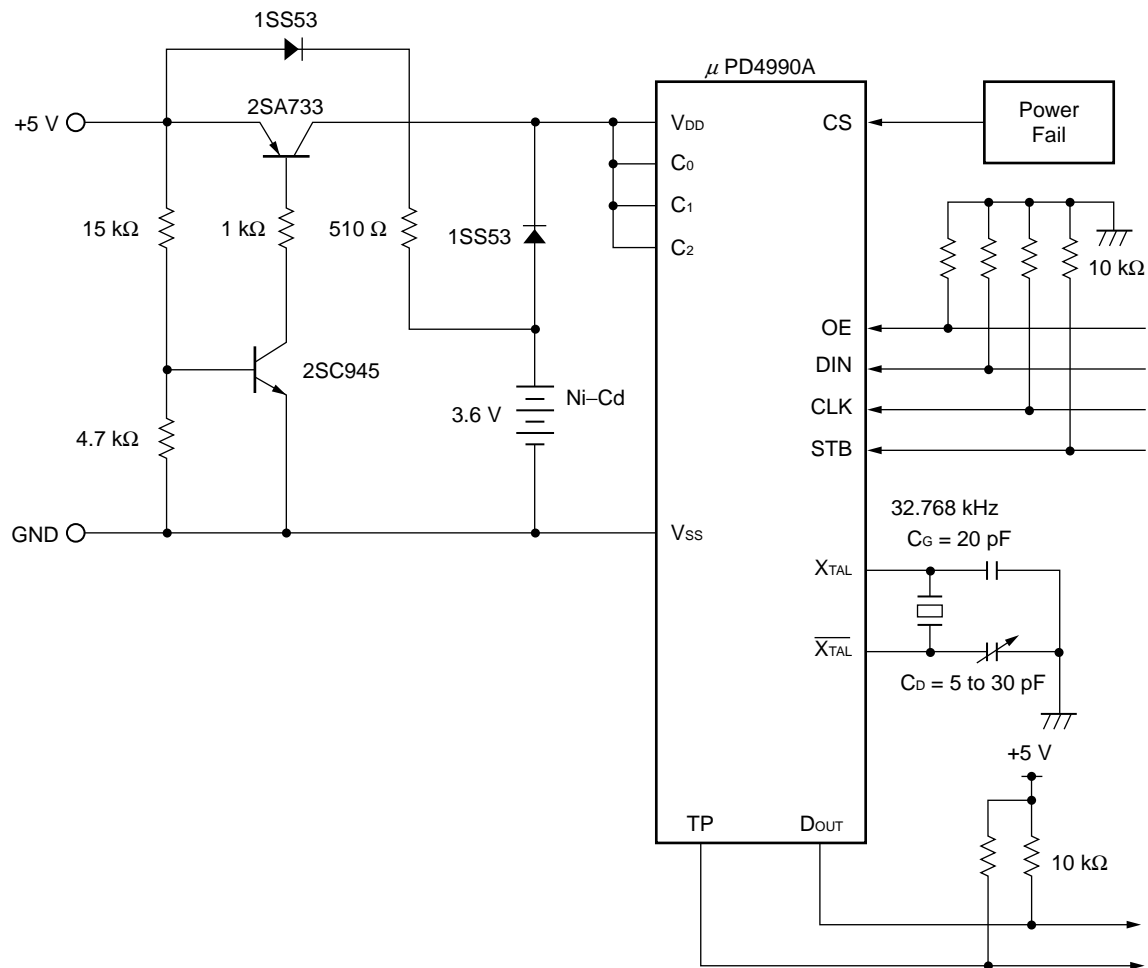 1SS53
μ PD4990A
2SA733
+5 V
VDD
CS
Power
Fail
C0
C1
C2
15 kΩ
1 kΩ
510 Ω
1SS53
10 kΩ
OE
DIN
CLK
STB
2SC945
Ni–Cd
3.6 V
4.7 kΩ
GND
VSS
32.768 kHz
CG = 20 pF
XTAL
XTAL
CD = 5 to 30 pF
+5 V
TP
DOUT
10 kΩ